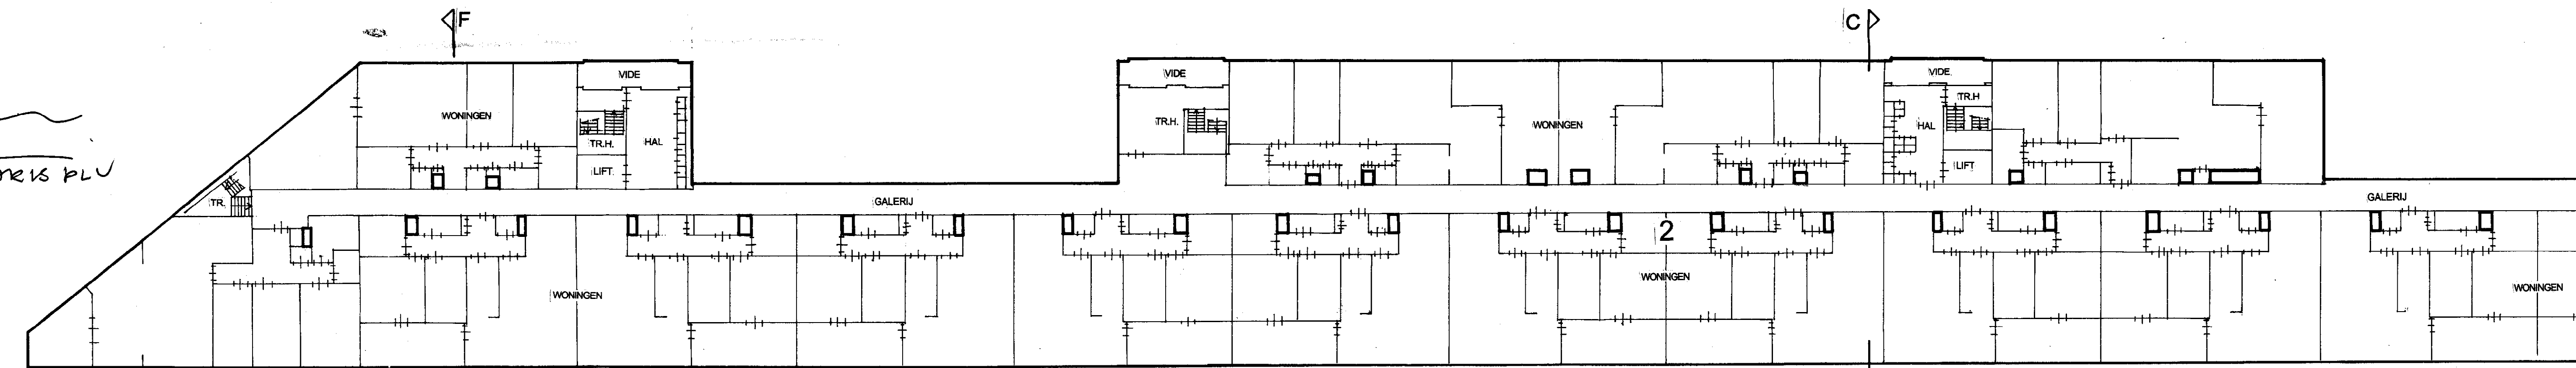 F
C
VIDE
VIDE
VIDE.
WONINGEN
TR.H.
HAL
LIFT.
TR.H.
WONINGEN
HAL
TR.H
LIFT
TR.
GALERIJ
GALERIJ
2
WONINGEN
WONINGEN
WONINGEN